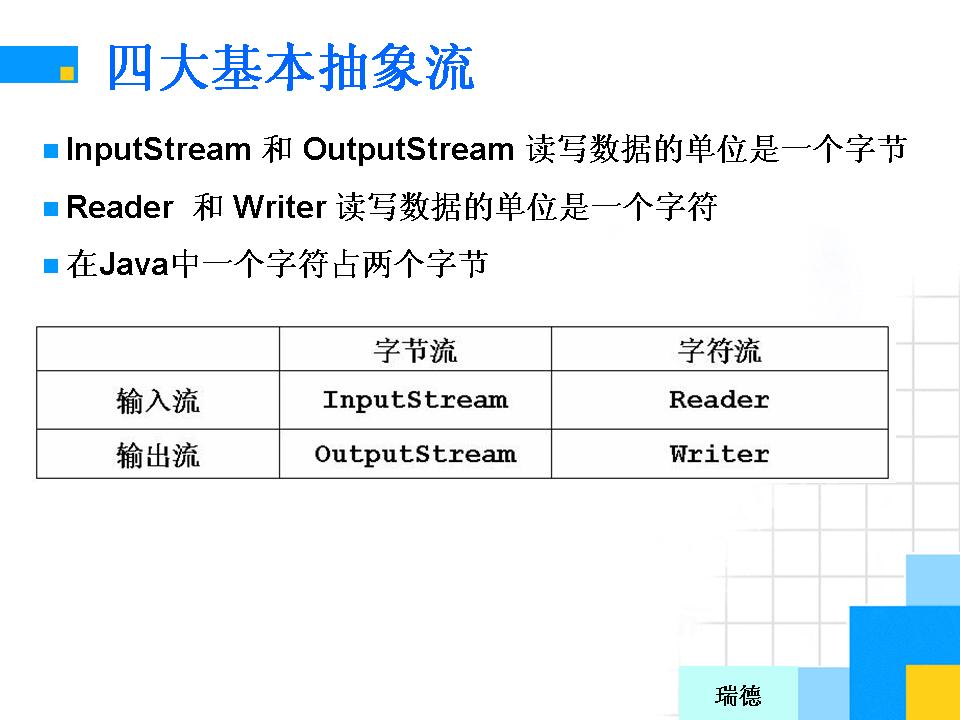 四大基本抽象流
InputStream 和 OutputStream 读写数据的单位是一个字节
Reader 和 Writer 读写数据的单位是一个字符
在Java中一个字符占两个字节
字节流 字符流
输入流 InputStream Reader
输出流 OutputStream Writer
瑞德